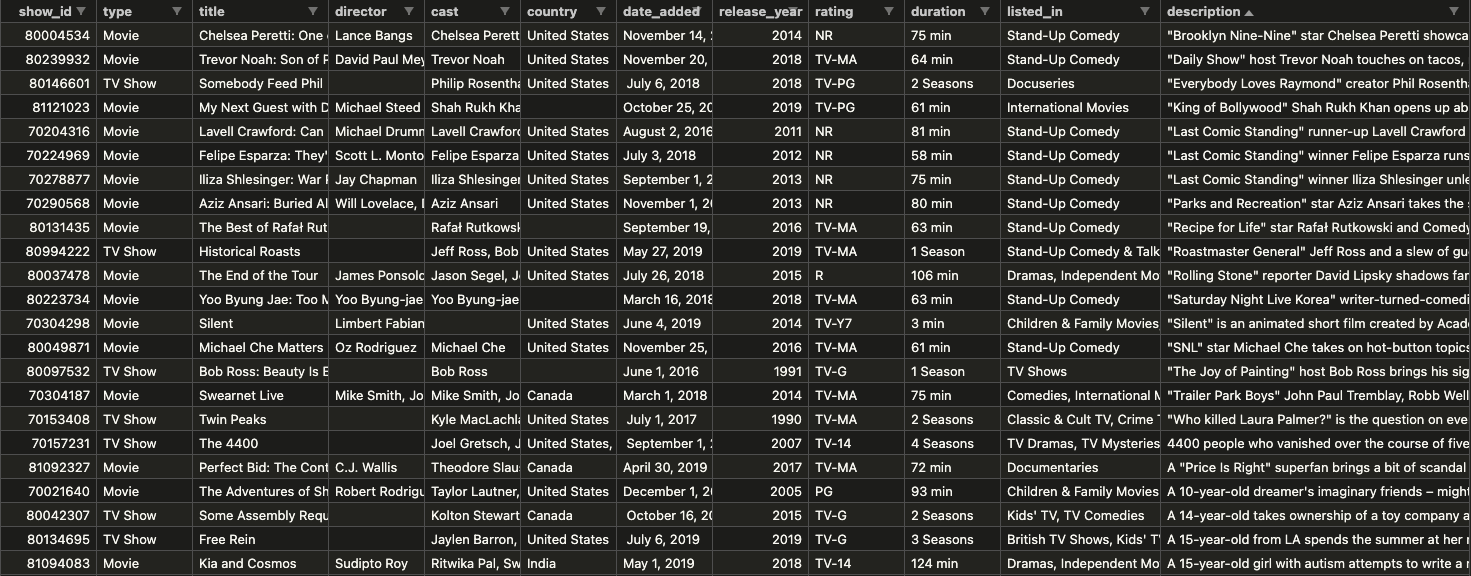 show_id type title director cast country date_added release_year rating duration listed_in description
80004534 Movie Chelsea Peretti: One Lance Bangs Chelsea Perett United States November 14, 2014 NR 75 min Stand-Up Comedy "Brooklyn Nine-Nine" star Chelsea Peretti showca
80239932 Movie Trevor Noah: Son of P David Paul Mey Trevor Noah United States November 20, 2018 TV-MA 64 min Stand-Up Comedy "Daily Show" host Trevor Noah touches on tacos,
80146601 TV Show Somebody Feed Phil Philip Rosentha United States July 6, 2018 2018 TV-PG 2 Seasons Docuseries "Everybody Loves Raymond" creator Phil Rosenth
81121023 Movie My Next Guest with D Michael Steed Shah Rukh Kha October 25, 20 2019 TV-PG 61 min International Movies "King of Bollywood" Shah Rukh Khan opens up ab
70204316 Movie Lavell Crawford: Can Michael Drumm Lavell Crawford United States August 2, 2016 2011 NR 81 min Stand-Up Comedy "Last Comic Standing" runner-up Lavell Crawford
70224969 Movie Felipe Esparza: They' Scott L. Monto Felipe Esparza United States July 3, 2018 2012 NR 58 min Stand-Up Comedy "Last Comic Standing" winner Felipe Esparza runs
70278877 Movie Iliza Shlesinger: War Jay Chapman Iliza Shlesinger United States September 1, 2 2013 NR 75 min Stand-Up Comedy "Last Comic Standing" winner Iliza Shlesinger unle
70290568 Movie Aziz Ansari: Buried Al Will Lovelace, Aziz Ansari United States November 1, 20 2013 NR 80 min Stand-Up Comedy "Parks and Recreation" star Aziz Ansari takes the
80131435 Movie The Best of Rafał Rut Rafał Rutkowsk September 19, 2016 TV-MA 63 min Stand-Up Comedy "Recipe for Life" star Rafał Rutkowski and Comedy
80994222 TV Show Historical Roasts Jeff Ross, Bob United States May 27, 2019 2019 TV-MA 1 Season Stand-Up Comedy & Talk "Roastmaster General" Jeff Ross and a slew of gu
80037478 Movie The End of the Tour James Ponsold Jason Segel, J United States July 26, 2018 2015 R 106 min Dramas, Independent Mo "Rolling Stone" reporter David Lipsky shadows fam
80223734 Movie Yoo Byung Jae: Too M Yoo Byung-jae Yoo Byung-jae March 16, 2018 2018 TV-MA 63 min Stand-Up Comedy "Saturday Night Live Korea" writer-turned-comedi
70304298 Movie Silent Limbert Fabian United States June 4, 2019 2014 TV-Y7 3 min Children & Family Movies, "Silent" is an animated short film created by Acad
80049871 Movie Michael Che Matters Oz Rodriguez Michael Che United States November 25, 2016 TV-MA 61 min Stand-Up Comedy "SNL" star Michael Che takes on hot-button topics
80097532 TV Show Bob Ross: Beauty Is E Bob Ross June 1, 2016 1991 TV-G 1 Season TV Shows "The Joy of Painting" host Bob Ross brings his sig
70304187 Movie Swearnet Live Mike Smith, Jo Mike Smith, Jo Canada March 1, 2018 2014 TV-MA 75 min Comedies, International M "Trailer Park Boys" John Paul Tremblay, Robb Well
70153408 TV Show Twin Peaks Kyle MacLachla United States July 1, 2017 1990 TV-MA 2 Seasons Classic & Cult TV, Crime T "Who killed Laura Palmer?" is the question on eve
70157231 TV Show The 4400 Joel Gretsch, J United States, September 1, 2007 TV-14 4 Seasons TV Dramas, TV Mysteries 4400 people who vanished over the course of five
81092327 Movie Perfect Bid: The Cont C.J. Wallis Theodore Slau Canada April 30, 2019 2017 TV-MA 72 min Documentaries A "Price Is Right" superfan brings a bit of scandal
70021640 Movie The Adventures of Sh Robert Rodrigu Taylor Lautner, United States December 1, 20 2005 PG 93 min Children & Family Movies A 10-year-old dreamer's imaginary friends – might
80042307 TV Show Some Assembly Requ Kolton Stewart Canada October 16, 20 2015 TV-G 2 Seasons Kids' TV, TV Comedies A 14-year-old takes ownership of a toy company a
80134695 TV Show Free Rein Jaylen Barron, United States July 6, 2019 2019 TV-G 3 Seasons British TV Shows, Kids' T A 15-year-old from LA spends the summer at her
81094083 Movie Kia and Cosmos Sudipto Roy Ritwika Pal, Sw India May 1, 2019 2018 TV-14 124 min Dramas, Independent Mo A 15-year-old girl with autism attempts to write a